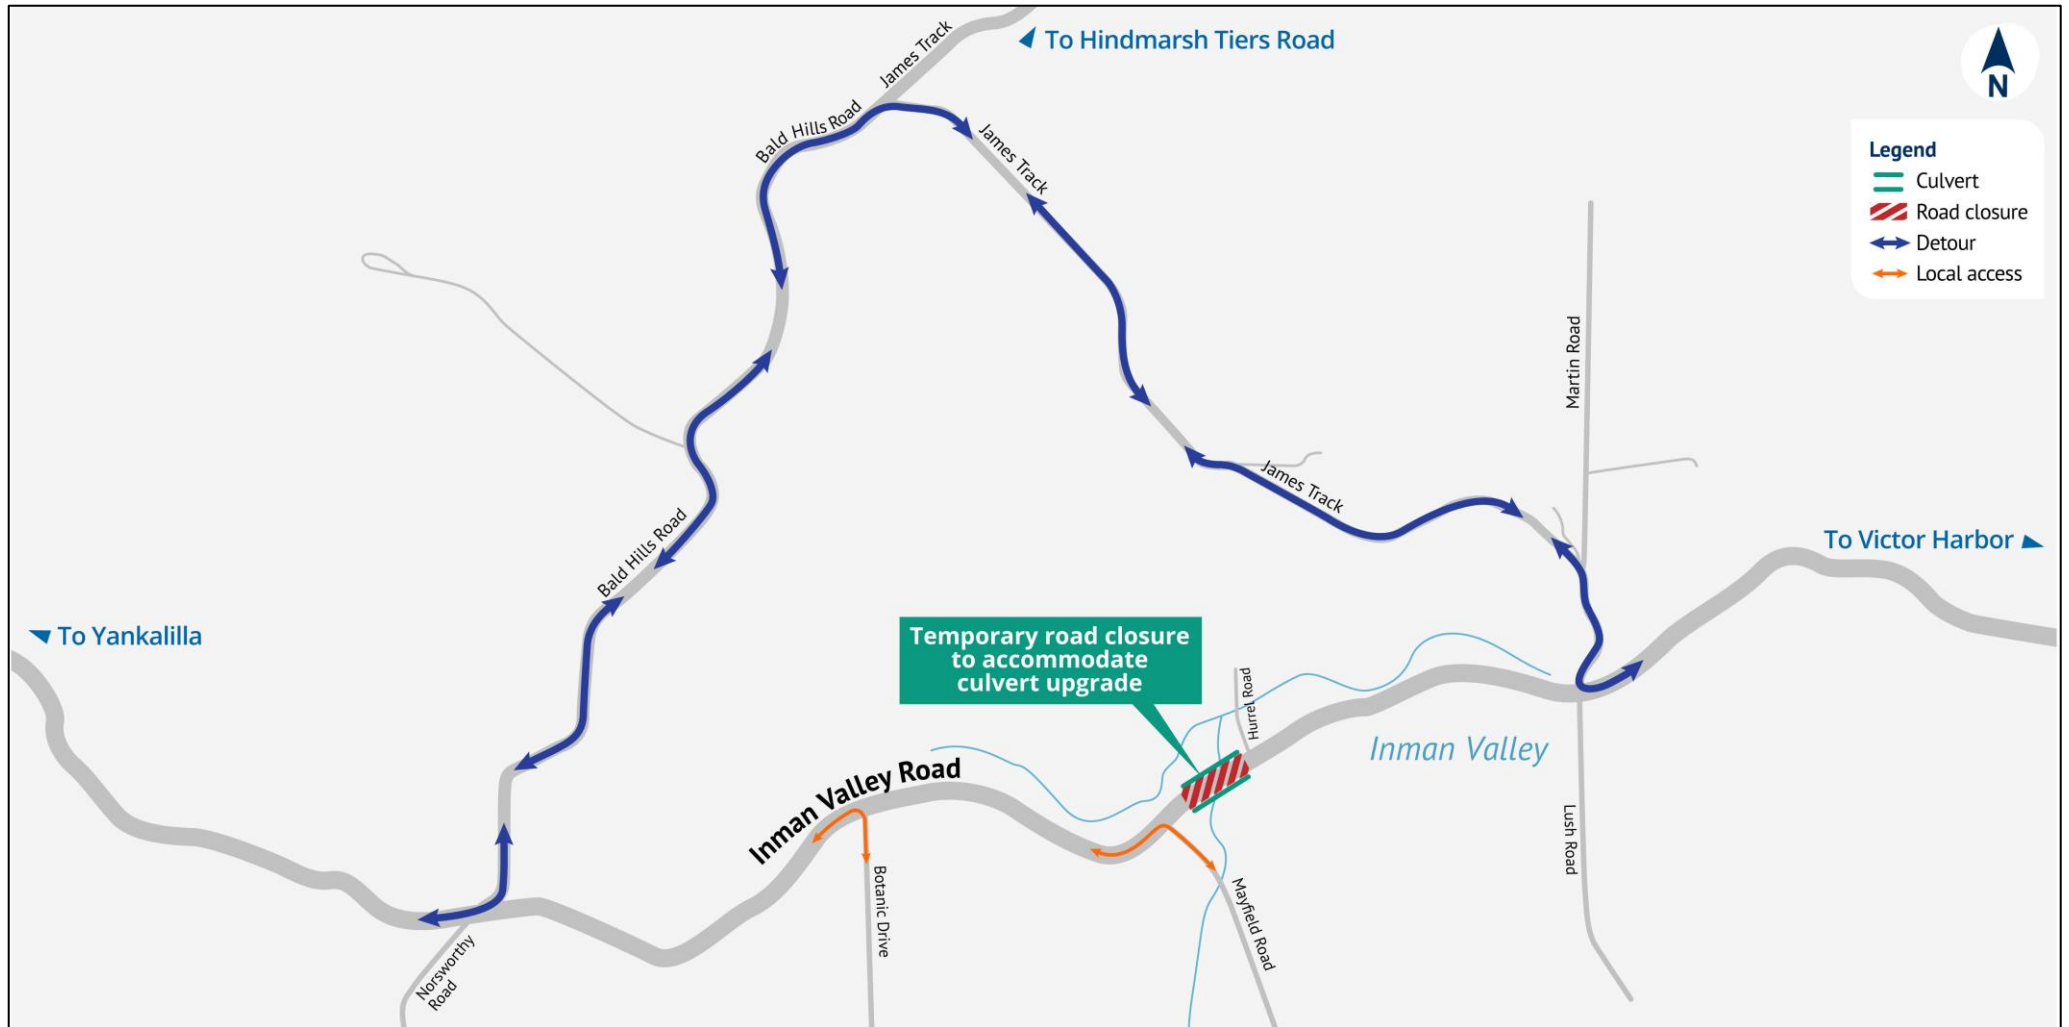 James Track
To Hindmarsh Tiers Road
N
Bald Hills Road
James Track
Legend
Culvert
Road closure
Detour
Local access
Martin Road
James Track
Bald Hills Road
To Victor Harbor
To Yankalilla
Temporary road closure
to accommodate
culvert upgrade
Hurrel Road
Inman Valley
Inman Valley Road
Lush Road
Botanic Drive
Mayfield Road
Norsworthy
Road